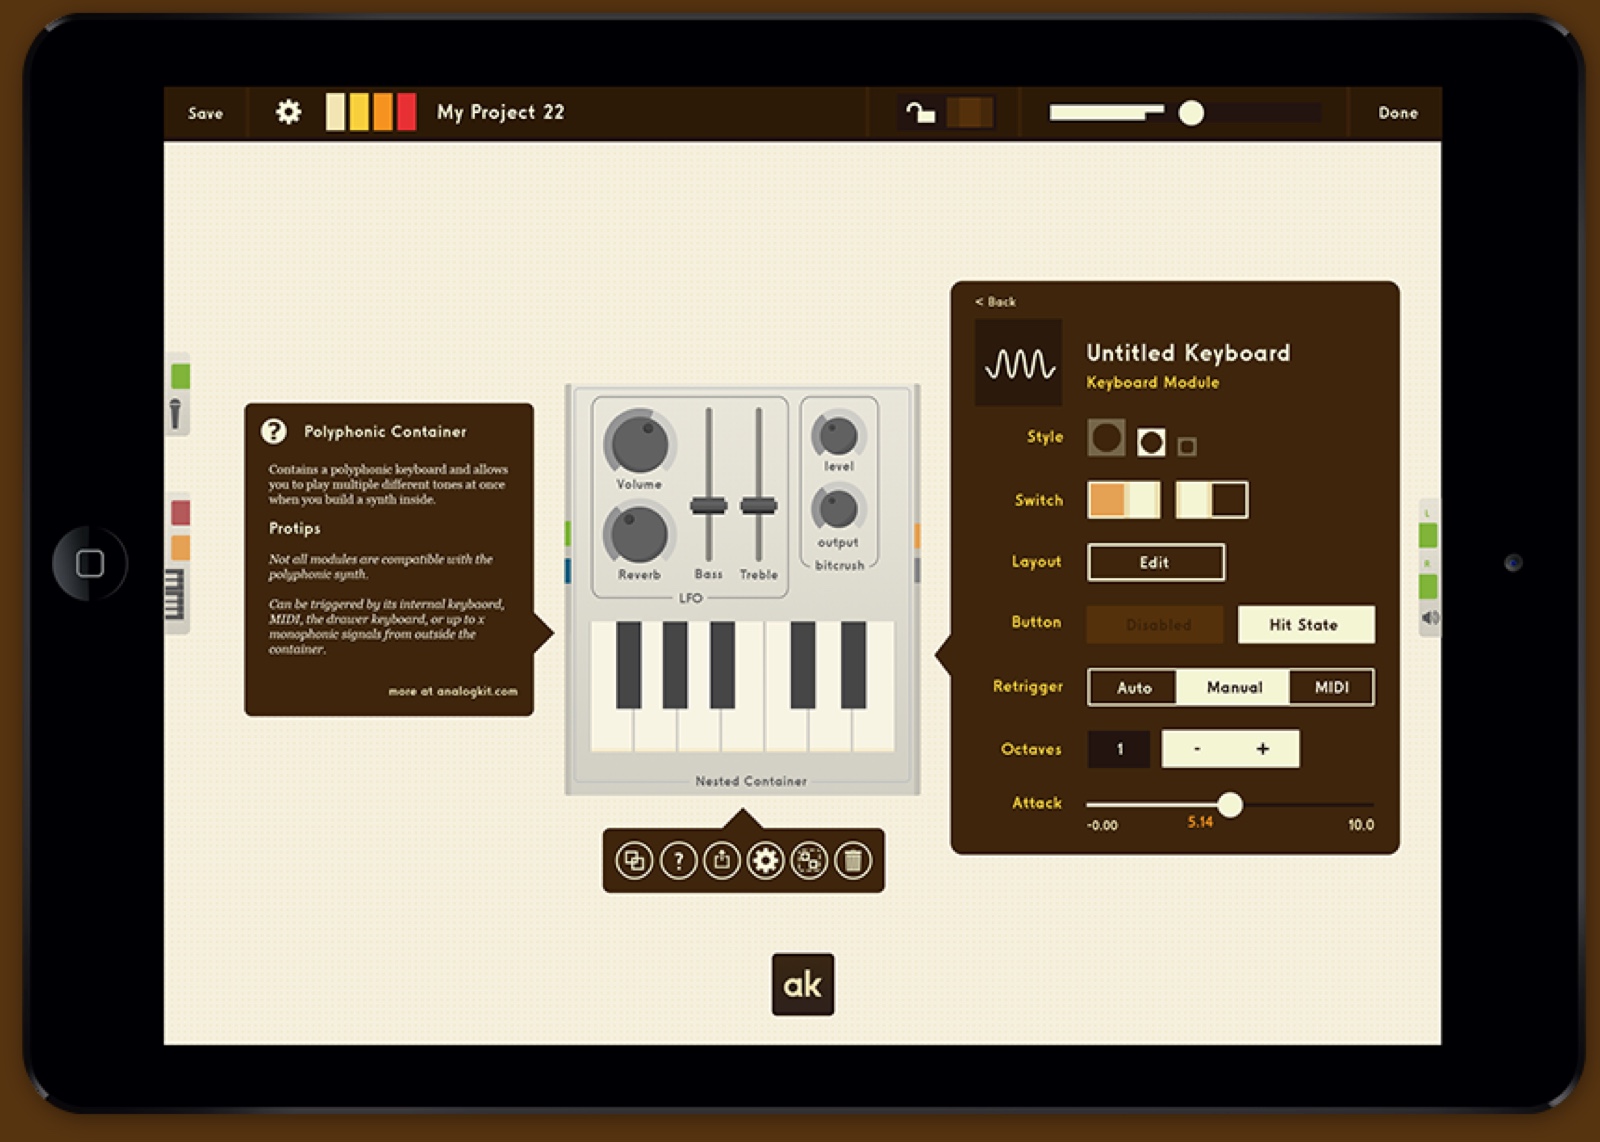 Save
My Project 22
Done
? Polyphonic Container
Contains a polyphonic keyboard and allows
you to play multiple different tones at once
when you build a synth inside.
Protips
Not all modules are compatible with the
polyphonic synth.
Can be triggered by its internal keybaord,
MIDI, the drawer keyboard, or up to x
monophonic signals from outside the
container.
more at analogkit.com
Volume
Reverb
Bass
Treble
LFO
level
output
bitcrush
Nested Container
?
ak
< Back
Untitled Keyboard
Keyboard Module
Style
Switch
Layout
Edit
Button
Disabled
Hit State
Retrigger
Auto
Manual
MIDI
Octaves
1
- +
Attack
-0.00
5.14
10.0
L
R